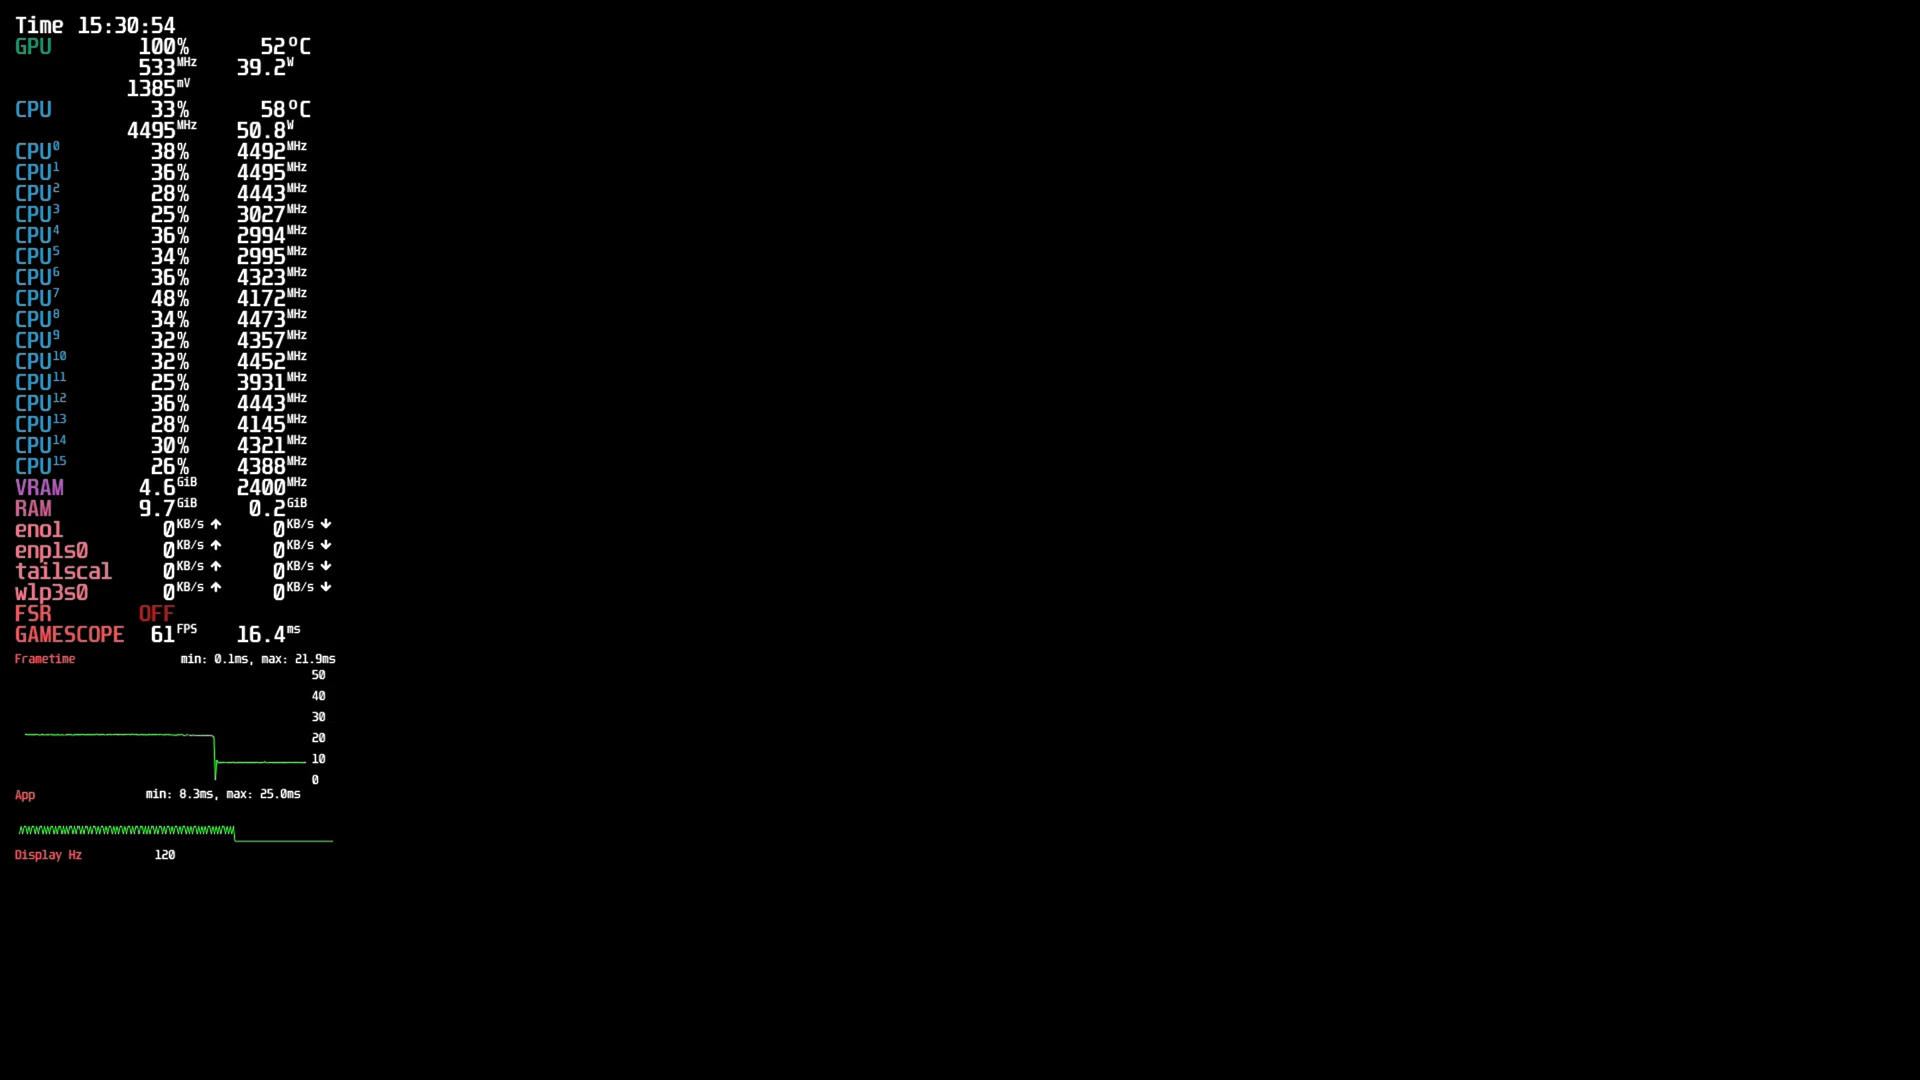 Time 15:30:54
GPU 100% 52°C
533MHz 39.2W
1385mV
CPU 33% 58°C
4495MHz 50.8W
CPU0 38% 4492MHz
CPU1 36% 4495MHz
CPU2 28% 4443MHz
CPU3 25% 3027MHz
CPU4 36% 2994MHz
CPU5 34% 2995MHz
CPU6 36% 4323MHz
CPU7 48% 4172MHz
CPU8 34% 4473MHz
CPU9 32% 4357MHz
CPU10 32% 4452MHz
CPU11 25% 3931MHz
CPU12 36% 4443MHz
CPU13 28% 4145MHz
CPU14 30% 4321MHz
CPU15 26% 4388MHz
VRAM 4.6GiB 2400MHz
RAM 9.7GiB 0.2GiB
eno1 0KB/s ↑ 0KB/s ↓
enp1s0 0KB/s ↑ 0KB/s ↓
tailscal 0KB/s ↑ 0KB/s ↓
wlp3s0 0KB/s ↑ 0KB/s ↓
FSR OFF
GAMESCOPE 61FPS 16.4ms
Frametime min: 0.1ms, max: 21.9ms
50
40
30
20
10
0
App min: 8.3ms, max: 25.0ms
Display Hz 120